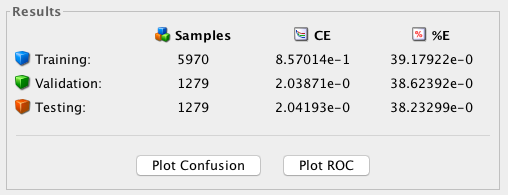 Results
Samples CE %E
Training: 5970 8.57014e-1 39.17922e-0
Validation: 1279 2.03871e-0 38.62392e-0
Testing: 1279 2.04193e-0 38.23299e-0
Plot Confusion Plot ROC